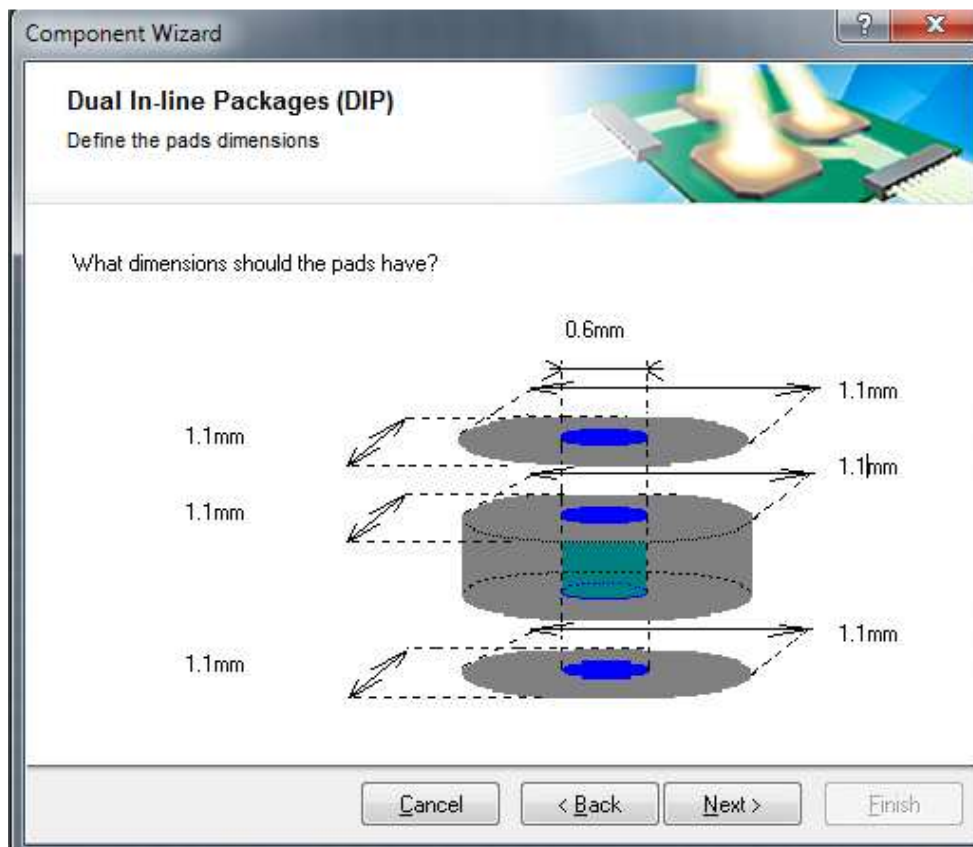 Component Wizard
Dual In-line Packages (DIP)
Define the pads dimensions
What dimensions should the pads have?
0.6mm
1.1mm
1.1mm
1.1mm
1.1mm
1.1mm
1.1mm
Cancel
< Back
Next >
Finish